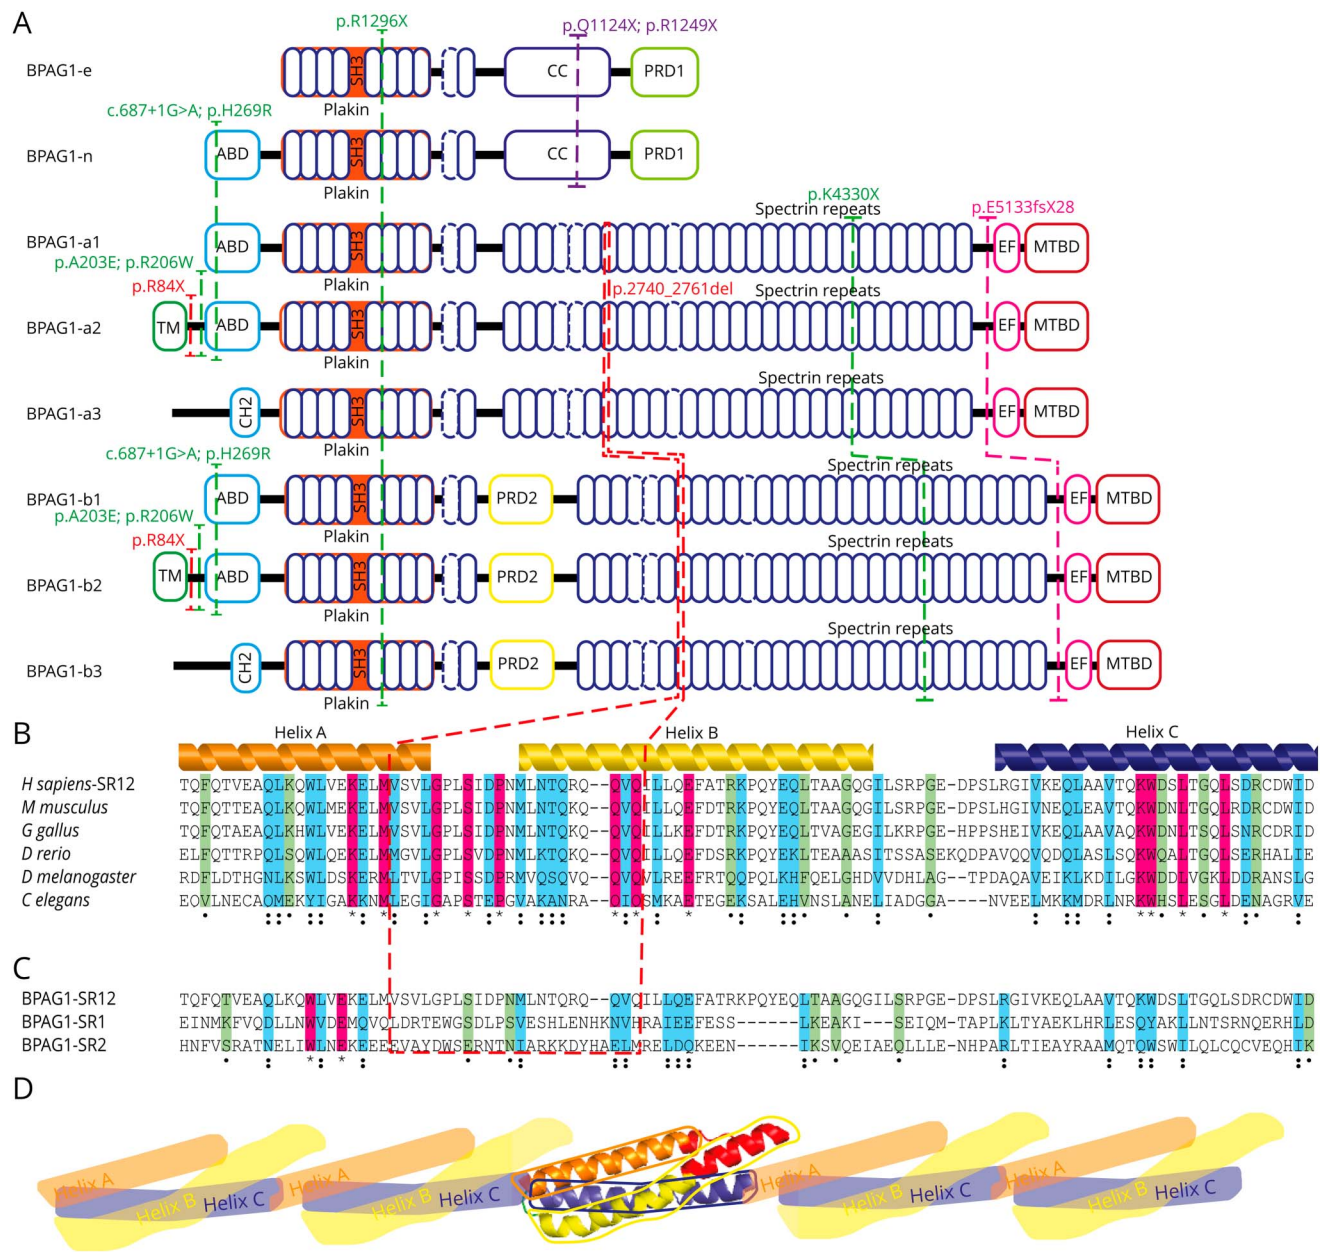 A
p.R1296X
p.Q1124X; p.R1249X
BPAG1-e
SH3
CC
PRD1
Plakin
c.687+1G>A; p.H269R
BPAG1-n
ABD
SH3
CC
PRD1
Plakin
p.K4330X
p.E5133fsX28
Spectrin repeats
BPAG1-a1
ABD
SH3
EF
MTBD
p.A203E; p.R206W
Plakin
p.R84X
p.2740_2761del
Spectrin repeats
BPAG1-a2
TM
ABD
SH3
EF
MTBD
Plakin
Spectrin repeats
BPAG1-a3
CH2
SH3
EF
MTBD
Plakin
c.687+1G>A; p.H269R
Spectrin repeats
BPAG1-b1
ABD
SH3
PRD2
EF
MTBD
p.A203E; p.R206W
Plakin
p.R84X
Spectrin repeats
BPAG1-b2
TM
ABD
SH3
PRD2
EF
MTBD
Plakin
Spectrin repeats
BPAG1-b3
CH2
SH3
PRD2
EF
MTBD
Plakin
B
Helix A
Helix B
Helix C
H sapiens-SR12 TQFQTVEAQLKQWLVEKELMVSVLGPLSIDPNMLNTQRQ--QVQILLQEFATRKPQYEQLTAAGQGILSRPGE-DPSLRGIVKEQLAAVTQKWDSLTGQLSDRCDWID
M musculus TQFQTTEAQLKQWLMEKELMVSVLGPLSIDPNMLNTQKQ--QVQILLQEFDTRKPQYEQLTAAGQGILSRPGE-DPSLHGIVNEQLAAVTQKWDNLTGQLRDRCDWID
G gallus TQFQTAEAQLKHWLVEKELMVSVLGPLSIDPNMLNTQKQ--QVQILLKEFDTRKPQYEQLTVAGEGILKRPGE-HPPSHEIVKEQLAAVAQKWDNLTSQLSNRCDRID
D rerio ELFQTTRPQLSQWLQEKELMMGVLGPLSVDPNMLKTQKQ--QVQILLQEFDSRKPQYEKLTEAAASITSSASEKQDPAVQQVQDQLASLSQKWQALTGQLSERHALIE
D melanogaster RDFLDTHGNLKSWLDSKERMLTVLGPISSDPRMVQSQVQ--QVQVLREEFRTQQPQLKHFQELGHDVVDHLAG--TPDAQAVEIKLKDILGKWDDLVGKLDDRANSLG
C elegans EQVLNECAQMEKYIGAKKNMLEGIGAPSTEPGVAKANRA--QIQSMKAETEGEKSALEHVNSLANELIADGGA----NVEELMKKMDRLNRKWHSLESGLDENAGRVE
C
BPAG1-SR12 TQFQTVEAQLKQWLVEKELMVSVLGPLSIDPNMLNTQRQ--QVQILLQEFATRKPQYEQLTAAGQGILSRPGE-DPSLRGIVKEQLAAVTQKWDSLTGQLSDRCDWID
BPAG1-SR1 EINMKFVQDLLNWVDEMQVQLDRTEWGSDLPSVESHLENHKNVHRAIEEFESS------LKEAKI---SEIQM-TAPLKLTYAEKLHRLESQYAKLLNTSRNQERHLD
BPAG1-SR2 HNFVSRATNELIWLNEKEEEEVAYDWSERNTNIARKKDYHAELMRELDQKEEN------IKSVQEIAEQLLLE-NHPARLTIEAYRAAMQTQWSWILQLCQCVEQHIK
D
Helix A
Helix B
Helix C
Helix A
Helix B
Helix C
Helix A
Helix B
Helix C
Helix A
Helix B
Helix C